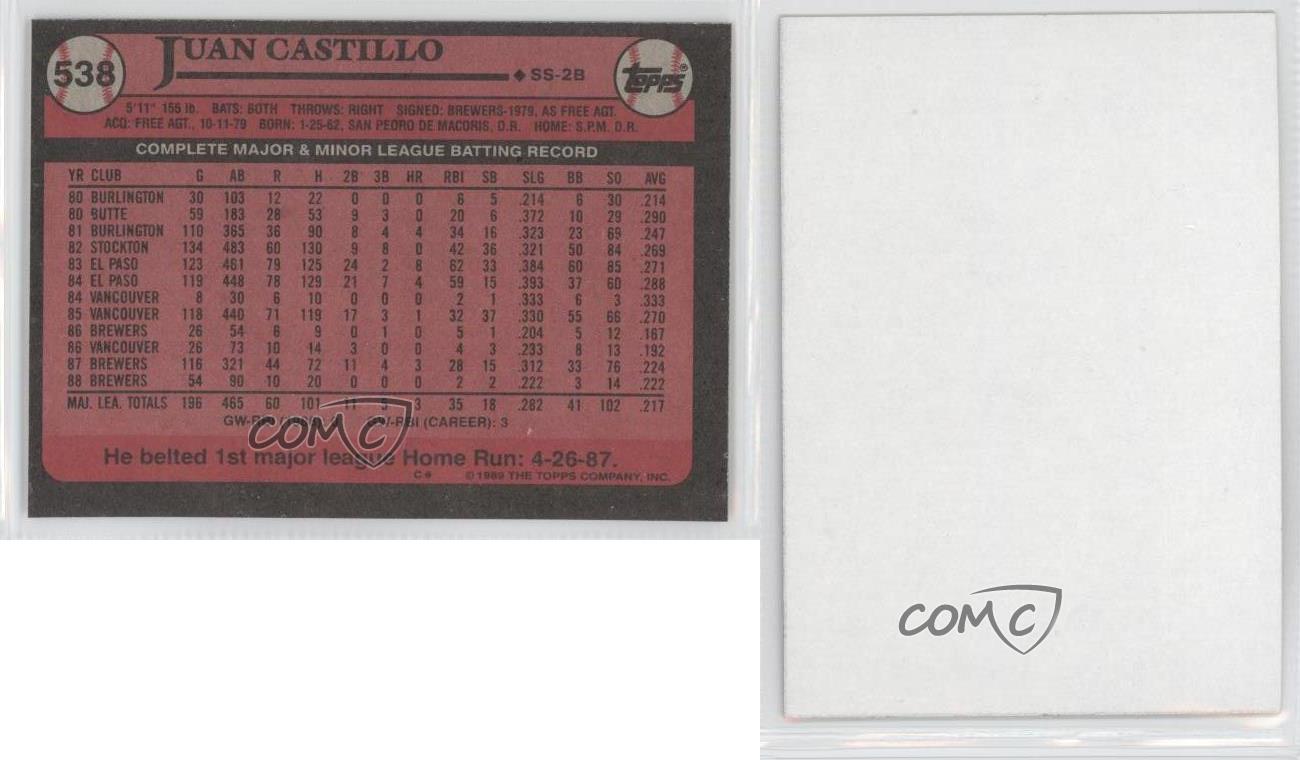 538
JUAN CASTILLO
◆ SS-2B
topps®
5'11" 155 lb. BATS: BOTH THROWS: RIGHT SIGNED: BREWERS-1979, AS FREE AGT.
ACQ: FREE AGT., 10-11-79 BORN: 1-25-62, SAN PEDRO DE MACORIS, D.R. HOME: S.P.M. D.R.
COMPLETE MAJOR & MINOR LEAGUE BATTING RECORD
YR CLUB G AB R H 2B 3B HR RBI SB SLG BB SO AVG
80 BURLINGTON 30 103 12 22 0 0 0 6 5 .214 6 30 .214
80 BUTTE 59 183 28 53 9 3 0 20 6 .372 10 29 .290
81 BURLINGTON 110 365 36 90 8 4 4 34 16 .323 23 69 .247
82 STOCKTON 134 483 60 130 9 8 0 42 36 .321 50 84 .269
83 EL PASO 123 461 79 125 24 2 8 62 33 .384 60 85 .271
84 EL PASO 119 448 78 129 21 7 4 59 15 .393 37 60 .288
84 VANCOUVER 8 30 6 10 0 0 0 2 1 .333 6 3 .333
85 VANCOUVER 118 440 71 119 17 3 1 32 37 .330 55 66 .270
86 BREWERS 26 54 6 9 0 1 0 5 1 .204 5 12 .167
86 VANCOUVER 26 73 10 14 3 0 0 4 3 .233 8 13 .192
87 BREWERS 116 321 44 72 11 4 3 28 15 .312 33 76 .224
88 BREWERS 54 90 10 20 0 0 0 2 2 .222 3 14 .222
MAJ. LEA. TOTALS 196 465 60 101 11 5 3 35 18 .282 41 102 .217
GW-RBI GW-RBI (CAREER): 3
COMC
He belted 1st major league Home Run: 4-26-87.
C* ©1989 THE TOPPS COMPANY, INC.
COMC